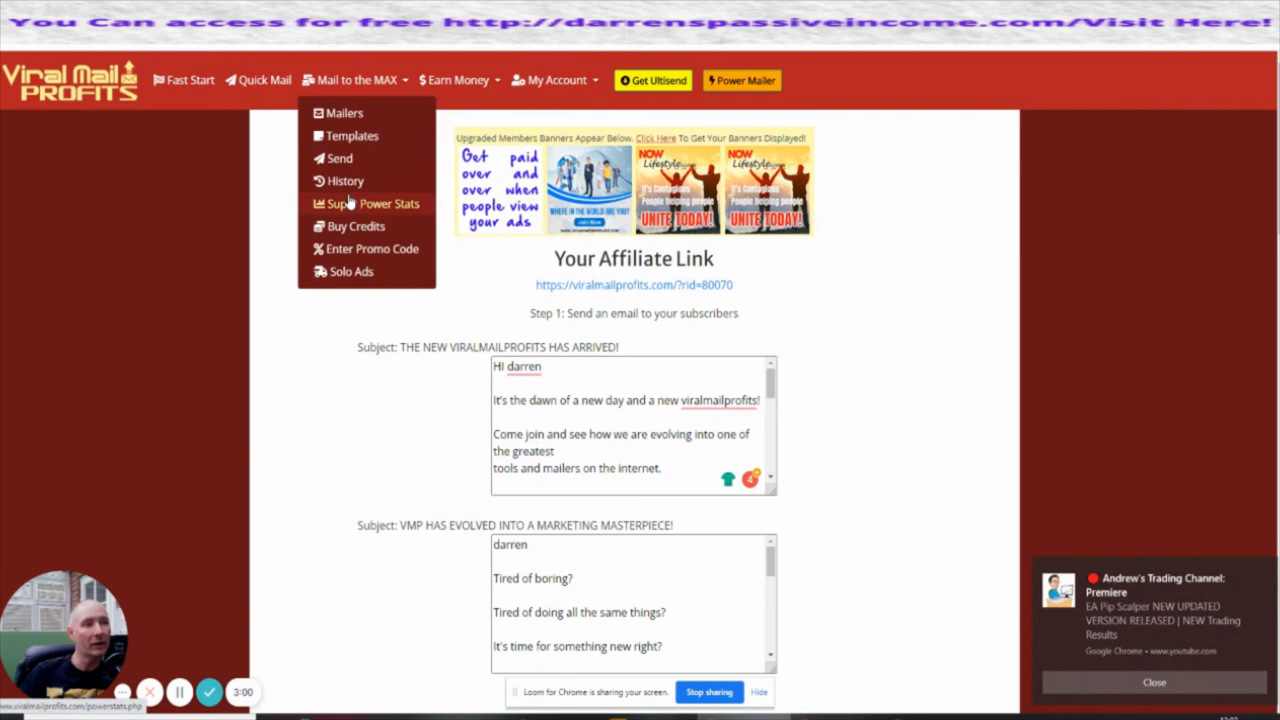 You Can access for free http://darrenspassiveincome.com/Visit Here!
Viral Mail PROFITS
Fast Start
Quick Mail
Mail to the MAX
Earn Money
My Account
Get Ultisend
Power Mailer
Mailers
Templates
Send
History
Super Power Stats
Buy Credits
Enter Promo Code
Solo Ads
Upgraded Members Banners Appear Below. Click Here To Get Your Banners Displayed!
Get paid
over and
over when
people view
your ads
WHERE IN THE WORLD ARE YOU?
Join Now
NOW
Lifestyle.com
It's Contagious
People helping people
UNITE TODAY!
NOW
Lifestyle.com
It's Contagious
People helping people
UNITE TODAY!
Your Affiliate Link
https://viralmailprofits.com/?rid=80070
Step 1: Send an email to your subscribers
Subject: THE NEW VIRALMAILPROFITS HAS ARRIVED!
HI darren
It's the dawn of a new day and a new viralmailprofits!
Come join and see how we are evolving into one of
the greatest
tools and mailers on the internet.
4
Subject: VMP HAS EVOLVED INTO A MARKETING MASTERPIECE!
darren
Tired of boring?
Tired of doing all the same things?
It's time for something new right?
Andrew's Trading Channel:
Premiere
EA Pip Scalper NEW UPDATED
VERSION RELEASED | NEW Trading
Results
Google Chrome • www.youtube.com
Close
3:00
Loom for Chrome is sharing your screen.
Stop sharing
Hide
www.viralmailprofits.com/powerstats.php